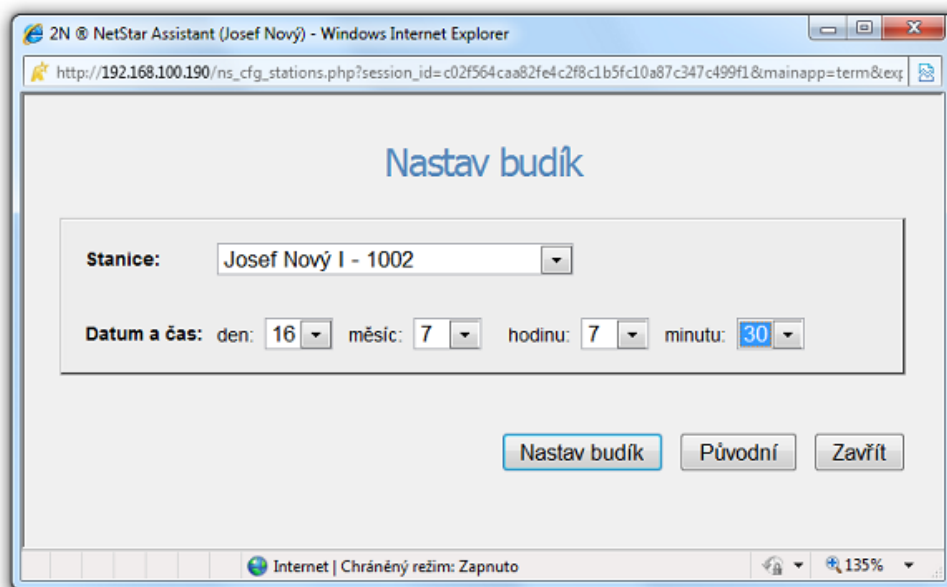 2N ® NetStar Assistant (Josef Nový) - Windows Internet Explorer
http://192.168.100.190/ns_cfg_stations.php?session_id=c02f564caa82fe4c2f8c1b5fc10a87c347c499f1&mainapp=term&exp
Nastav budík
Stanice: Josef Nový I - 1002
Datum a čas: den: 16 měsíc: 7 hodinu: 7 minutu: 30
Nastav budík Původní Zavřít
Internet | Chráněný režim: Zapnuto 135%